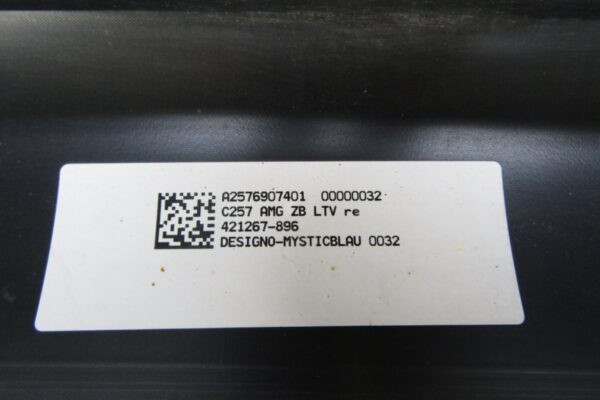 A2576907401 00000032
C257 AMG ZB LTV re
421267-896
DESIGNO-MYSTICBLAU 0032